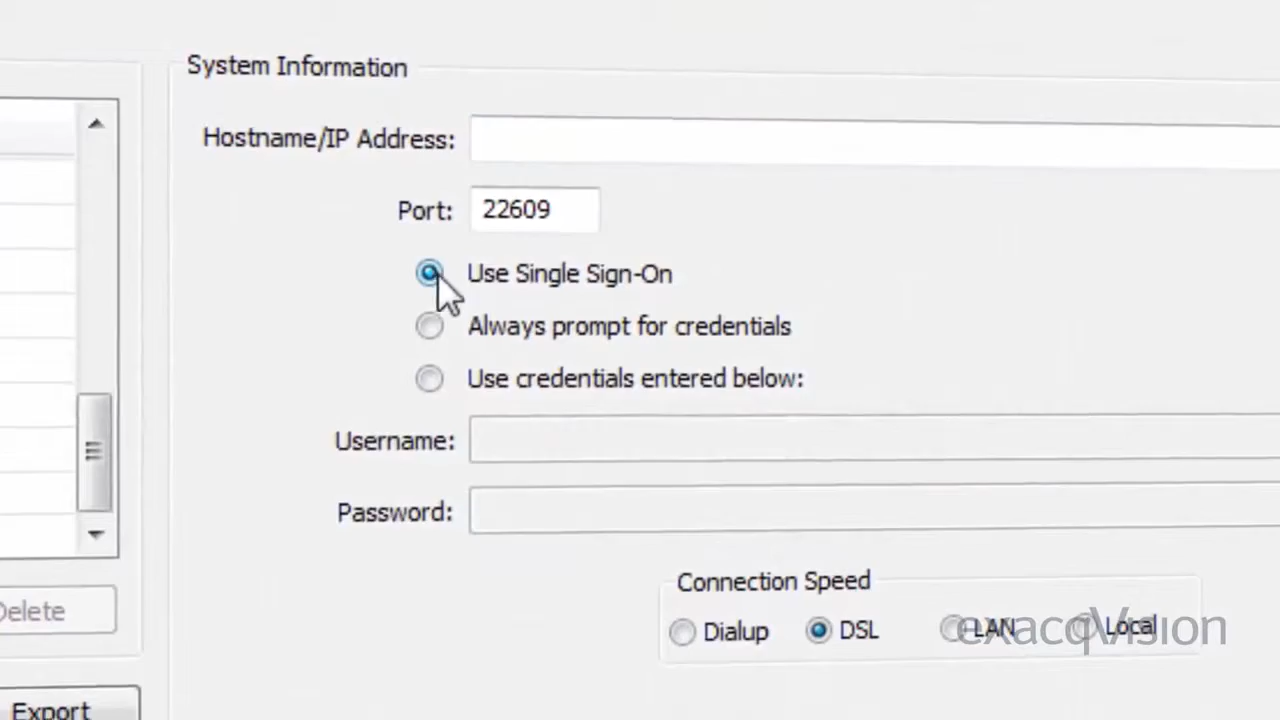 System Information
Hostname/IP Address:
Port: 22609
Use Single Sign-On
Always prompt for credentials
Use credentials entered below:
Username:
Password:
Delete
Connection Speed
Dialup DSL LAN Local
exacqVision
Export